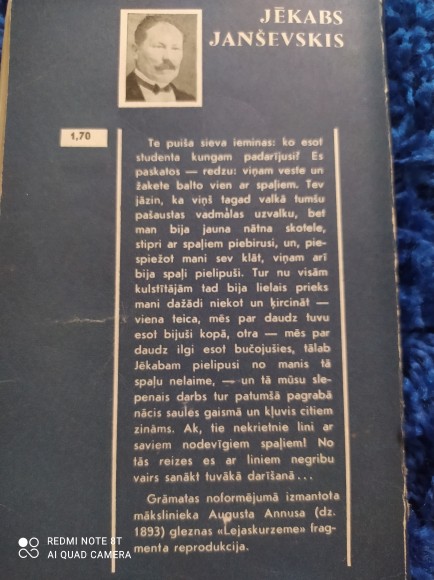 JĒKABS
JANŠEVSKIS
1,70
Te puiša sieva ieminas: ko esot
studenta kungam padarījusi? Es
paskatos — redzu: viņam veste un
žakete balto vien ar spaļiem. Tev
jāzin, ka viņš tagad valkā tumšu
pašaustas vadmalas uzvalku, bet
man bija jauna nātna skotele,
stipri ar spaļiem piebirusi, un, pie-
spiežot mani sev klāt, viņam arī
bija spaļi pielipuši. Tur nu visām
kulstītājām tad bija lielais prieks
mani dažādi niekot un ķircināt —
viena teica, mēs par daudz tuvu
esot bijuši kopā, otra — mēs par
daudz ilgi esot bučojušies, tālab
Jēkabam pielipusi no manis tā
spaļu nelaime, — un tā mūsu sle-
penais darbs tur patumšā pagrabā
nācis saules gaismā un kļuvis citiem
zināms. Ak, tie nekrietnie lini ar
saviem nodevīgiem spaļiem! No
tās reizes es ar liniem negribu
vairs sanākt tuvākā darīšanā...
Grāmatas noformējumā izmantota
mākslinieka Augusta Annusa (dz.
1893) gleznas «Lejaskurzeme» frag-
menta reprodukcija.
REDMI NOTE 8T
AI QUAD CAMERA